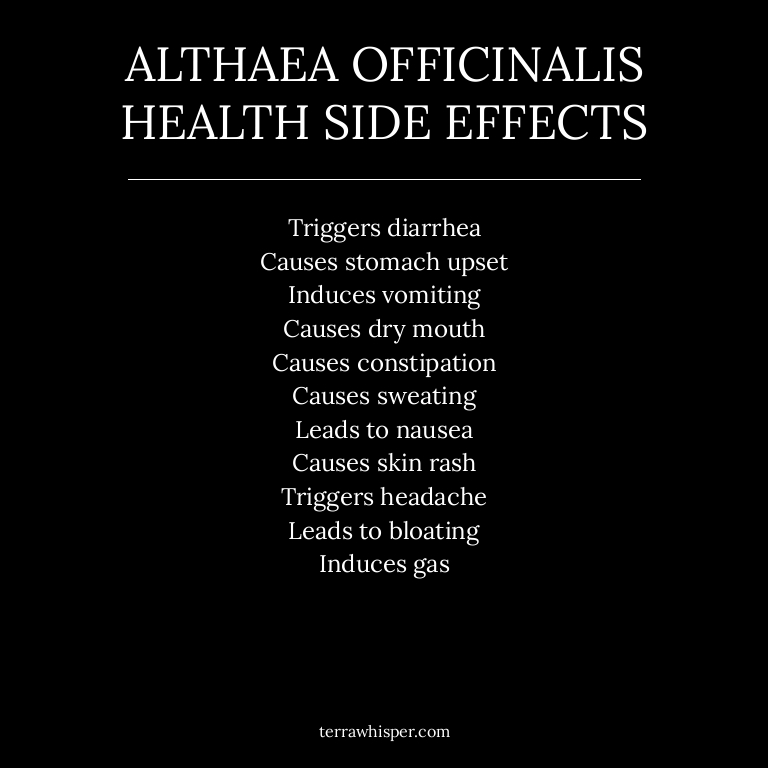 ALTHAEA OFFICINALIS
HEALTH SIDE EFFECTS
Triggers diarrhea
Causes stomach upset
Induces vomiting
Causes dry mouth
Causes constipation
Causes sweating
Leads to nausea
Causes skin rash
Triggers headache
Leads to bloating
Induces gas
terrawhisper.com